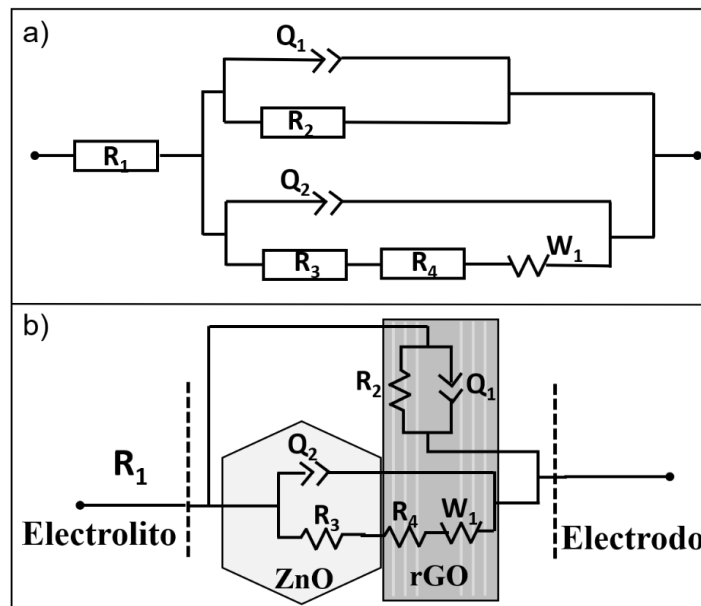 a)
Q1
R2
R1
Q2
R3 R4 W1
b)
R2 Q1
R1
Q2
R3 R4 W1
Electrolito ZnO rGO Electrodo